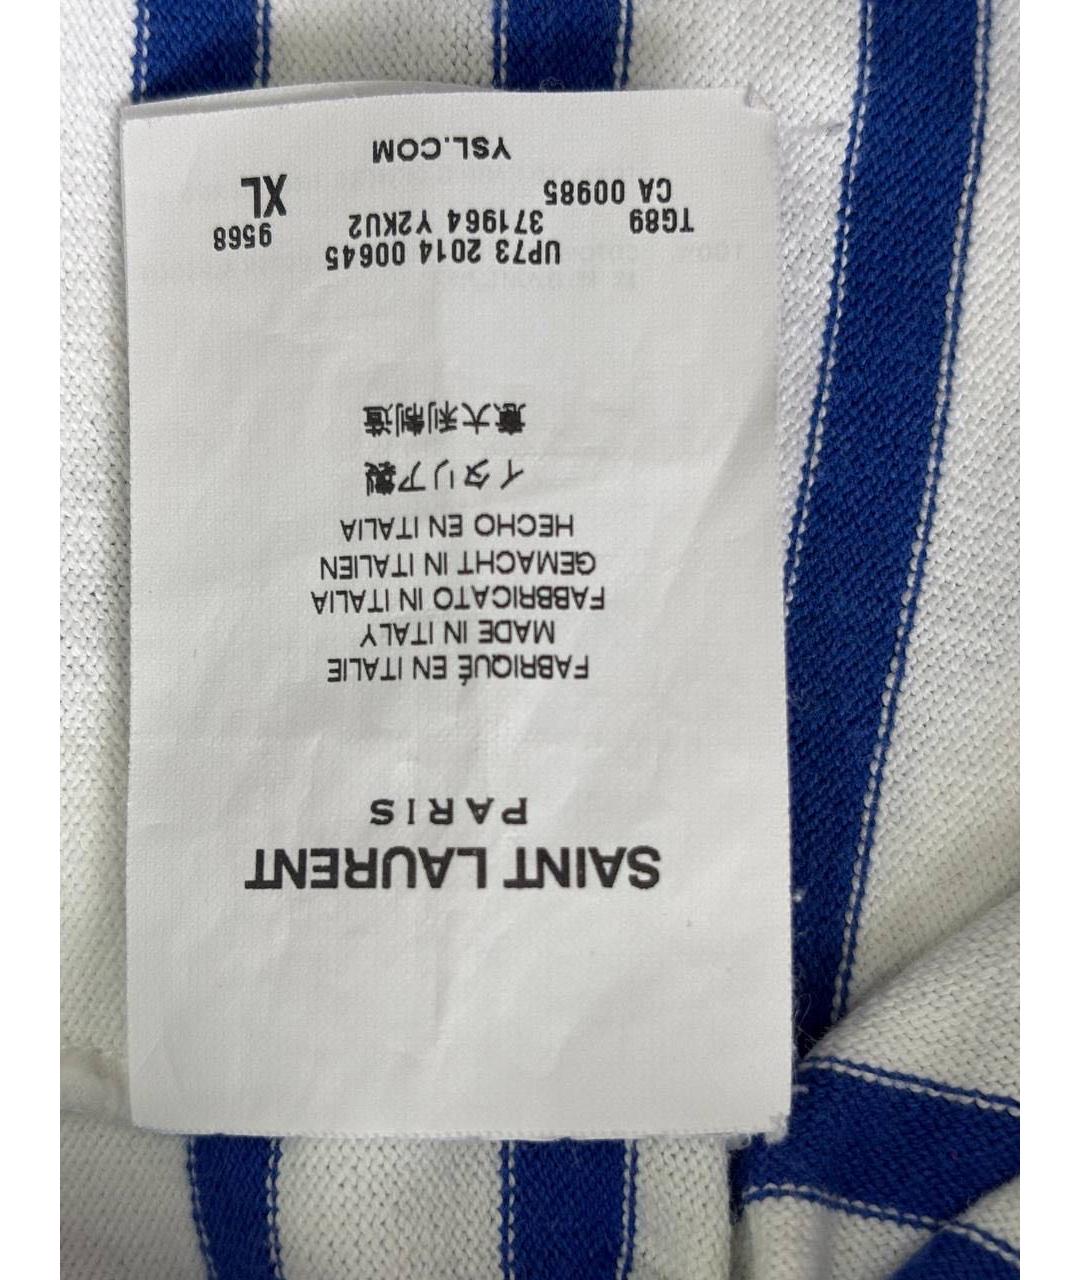 SAINT LAURENT
PARIS
FABRIQUÉ EN ITALIE
MADE IN ITALY
FABBRICATO IN ITALIA
GEMACHT IN ITALIEN
HECHO EN ITALIA
イタリア製
意大利制造
UP73 2014 00645
TG89 371964 Y2KU2 9568
CA 00985 XL
YSL.COM